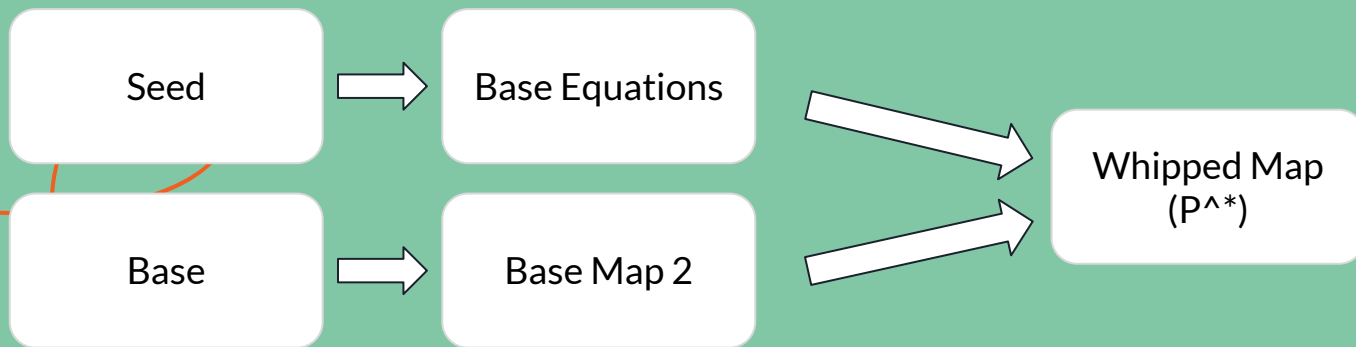 Seed
Base Equations
Whipped Map
(P^*)
Base
Base Map 2